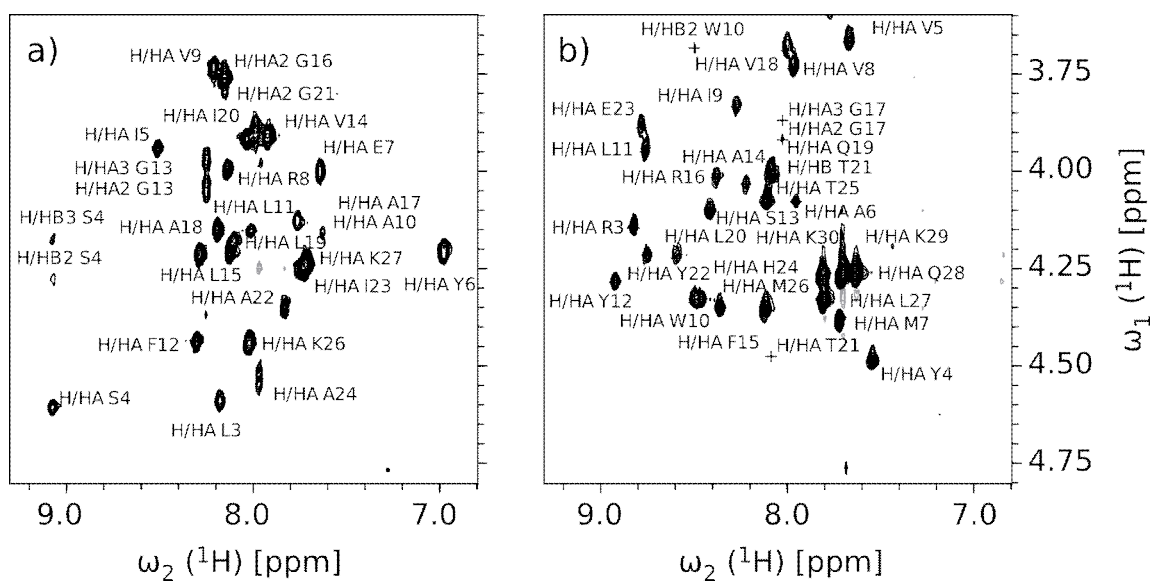 a)
H/HA V9
H/HA2 G16
H/HA2 G21
H/HA I20
H/HA V14
H/HA I5
H/HA E7
H/HA3 G13
H/HA2 G13
H/HA R8
H/HB3 S4
H/HA L11
H/HA A17
H/HA A18
H/HA A10
H/HB2 S4
H/HA L19
H/HA K27
H/HA L15
H/HA I23
H/HA Y6
H/HA A22
H/HA F12
H/HA K26
H/HA S4
H/HA A24
H/HA L3
9.0
8.0
7.0
ω2 (1H) [ppm]
b)
H/HB2 W10
H/HA V5
H/HA V18
H/HA V8
H/HA I9
H/HA E23
H/HA3 G17
H/HA2 G17
H/HA L11
H/HA Q19
H/HA A14
H/HB T21
H/HA R16
H/HA T25
H/HA S13
H/HA A6
H/HA R3
H/HA L20
H/HA K30
H/HA K29
H/HA Y22
H/HA H24
H/HA Q28
H/HA Y12
H/HA M26
H/HA L27
H/HA W10
H/HA M7
H/HA F15
H/HA T21
H/HA Y4
9.0
8.0
7.0
ω2 (1H) [ppm]
3.75
4.00
4.25
4.50
4.75
ω1 (1H) [ppm]